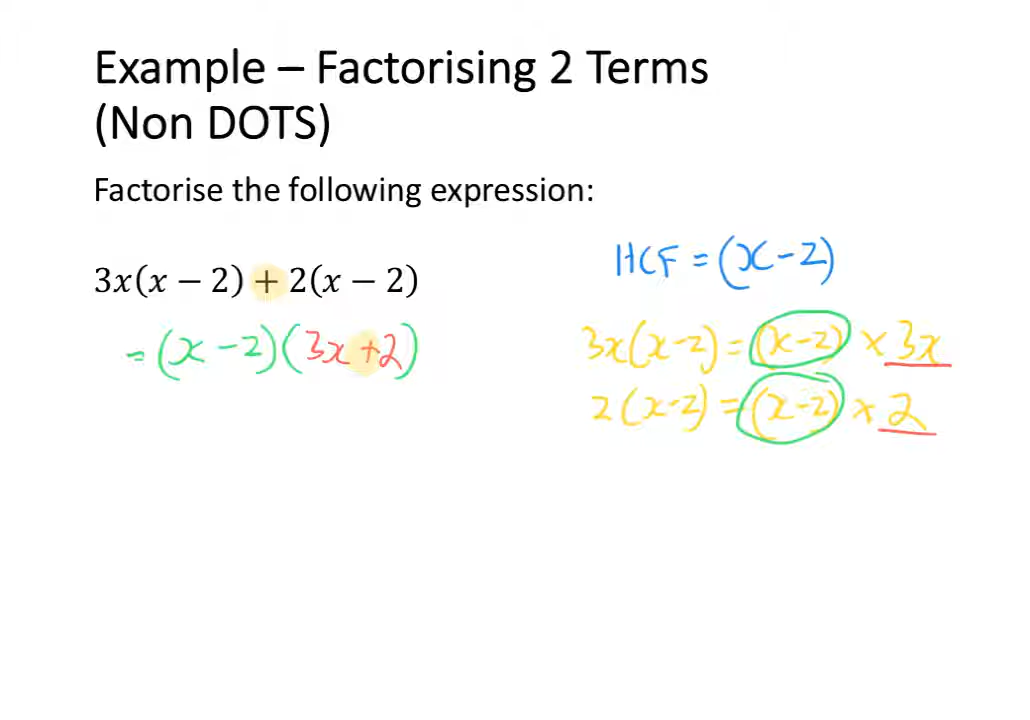 Example – Factorising 2 Terms
(Non DOTS)
Factorise the following expression:
3x(x − 2) + 2(x − 2)
= (x − 2)(3x + 2)
HCF = (x − 2)
3x(x − 2) = (x − 2) × 3x
2(x − 2) = (x − 2) × 2